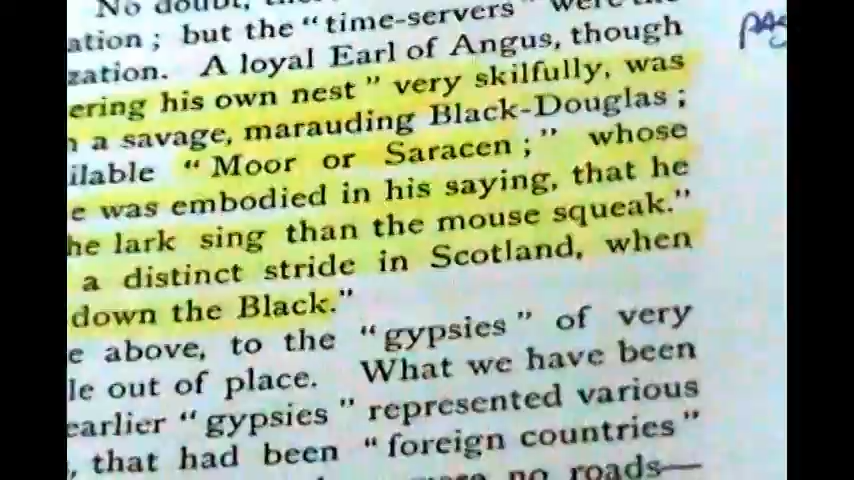 No doubt,
ation; but the "time-servers" were the
zation. A loyal Earl of Angus, though
ering his own nest" very skilfully, was
a savage, marauding Black-Douglas;
ilable "Moor or Saracen;" whose
e was embodied in his saying, that he
he lark sing than the mouse squeak."
a distinct stride in Scotland, when
down the Black."
e above, to the "gypsies" of very
le out of place. What we have been
earlier "gypsies" represented various
, that had been "foreign countries"
no roads—